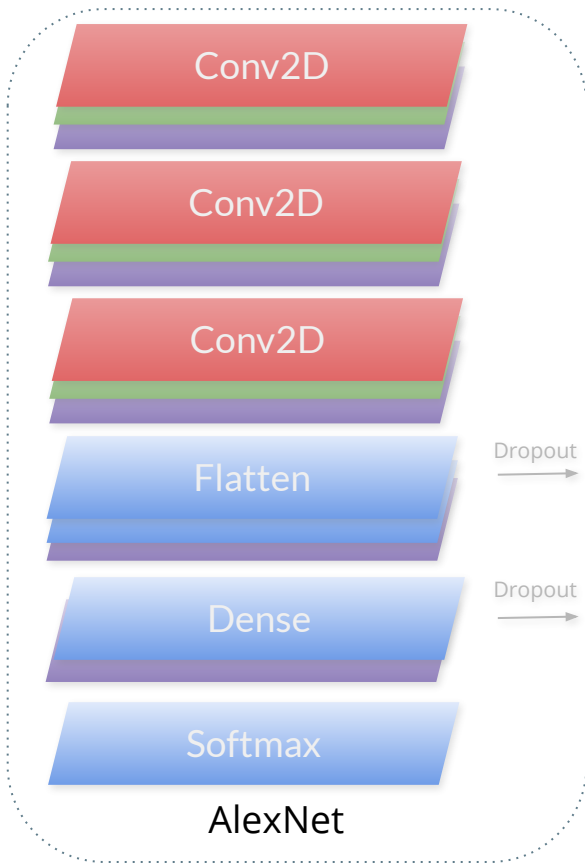 Conv2D
Conv2D
Conv2D
Flatten
Dropout
Dense
Dropout
Softmax
AlexNet